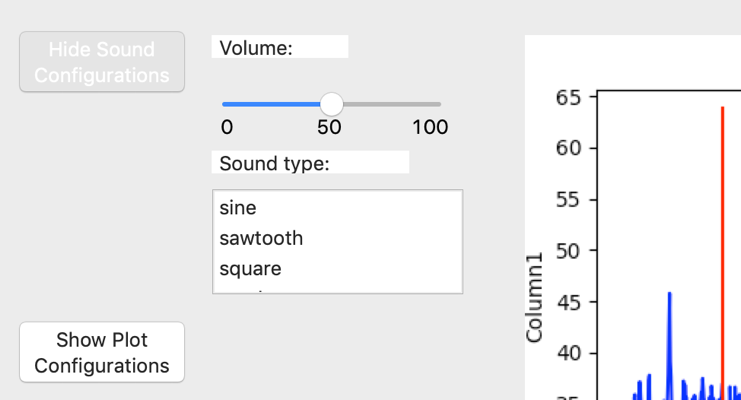 Hide Sound
Configurations
Volume:
0 50 100
Sound type:
sine
sawtooth
square
Show Plot
Configurations
65
60
55
50
45
40
Column1